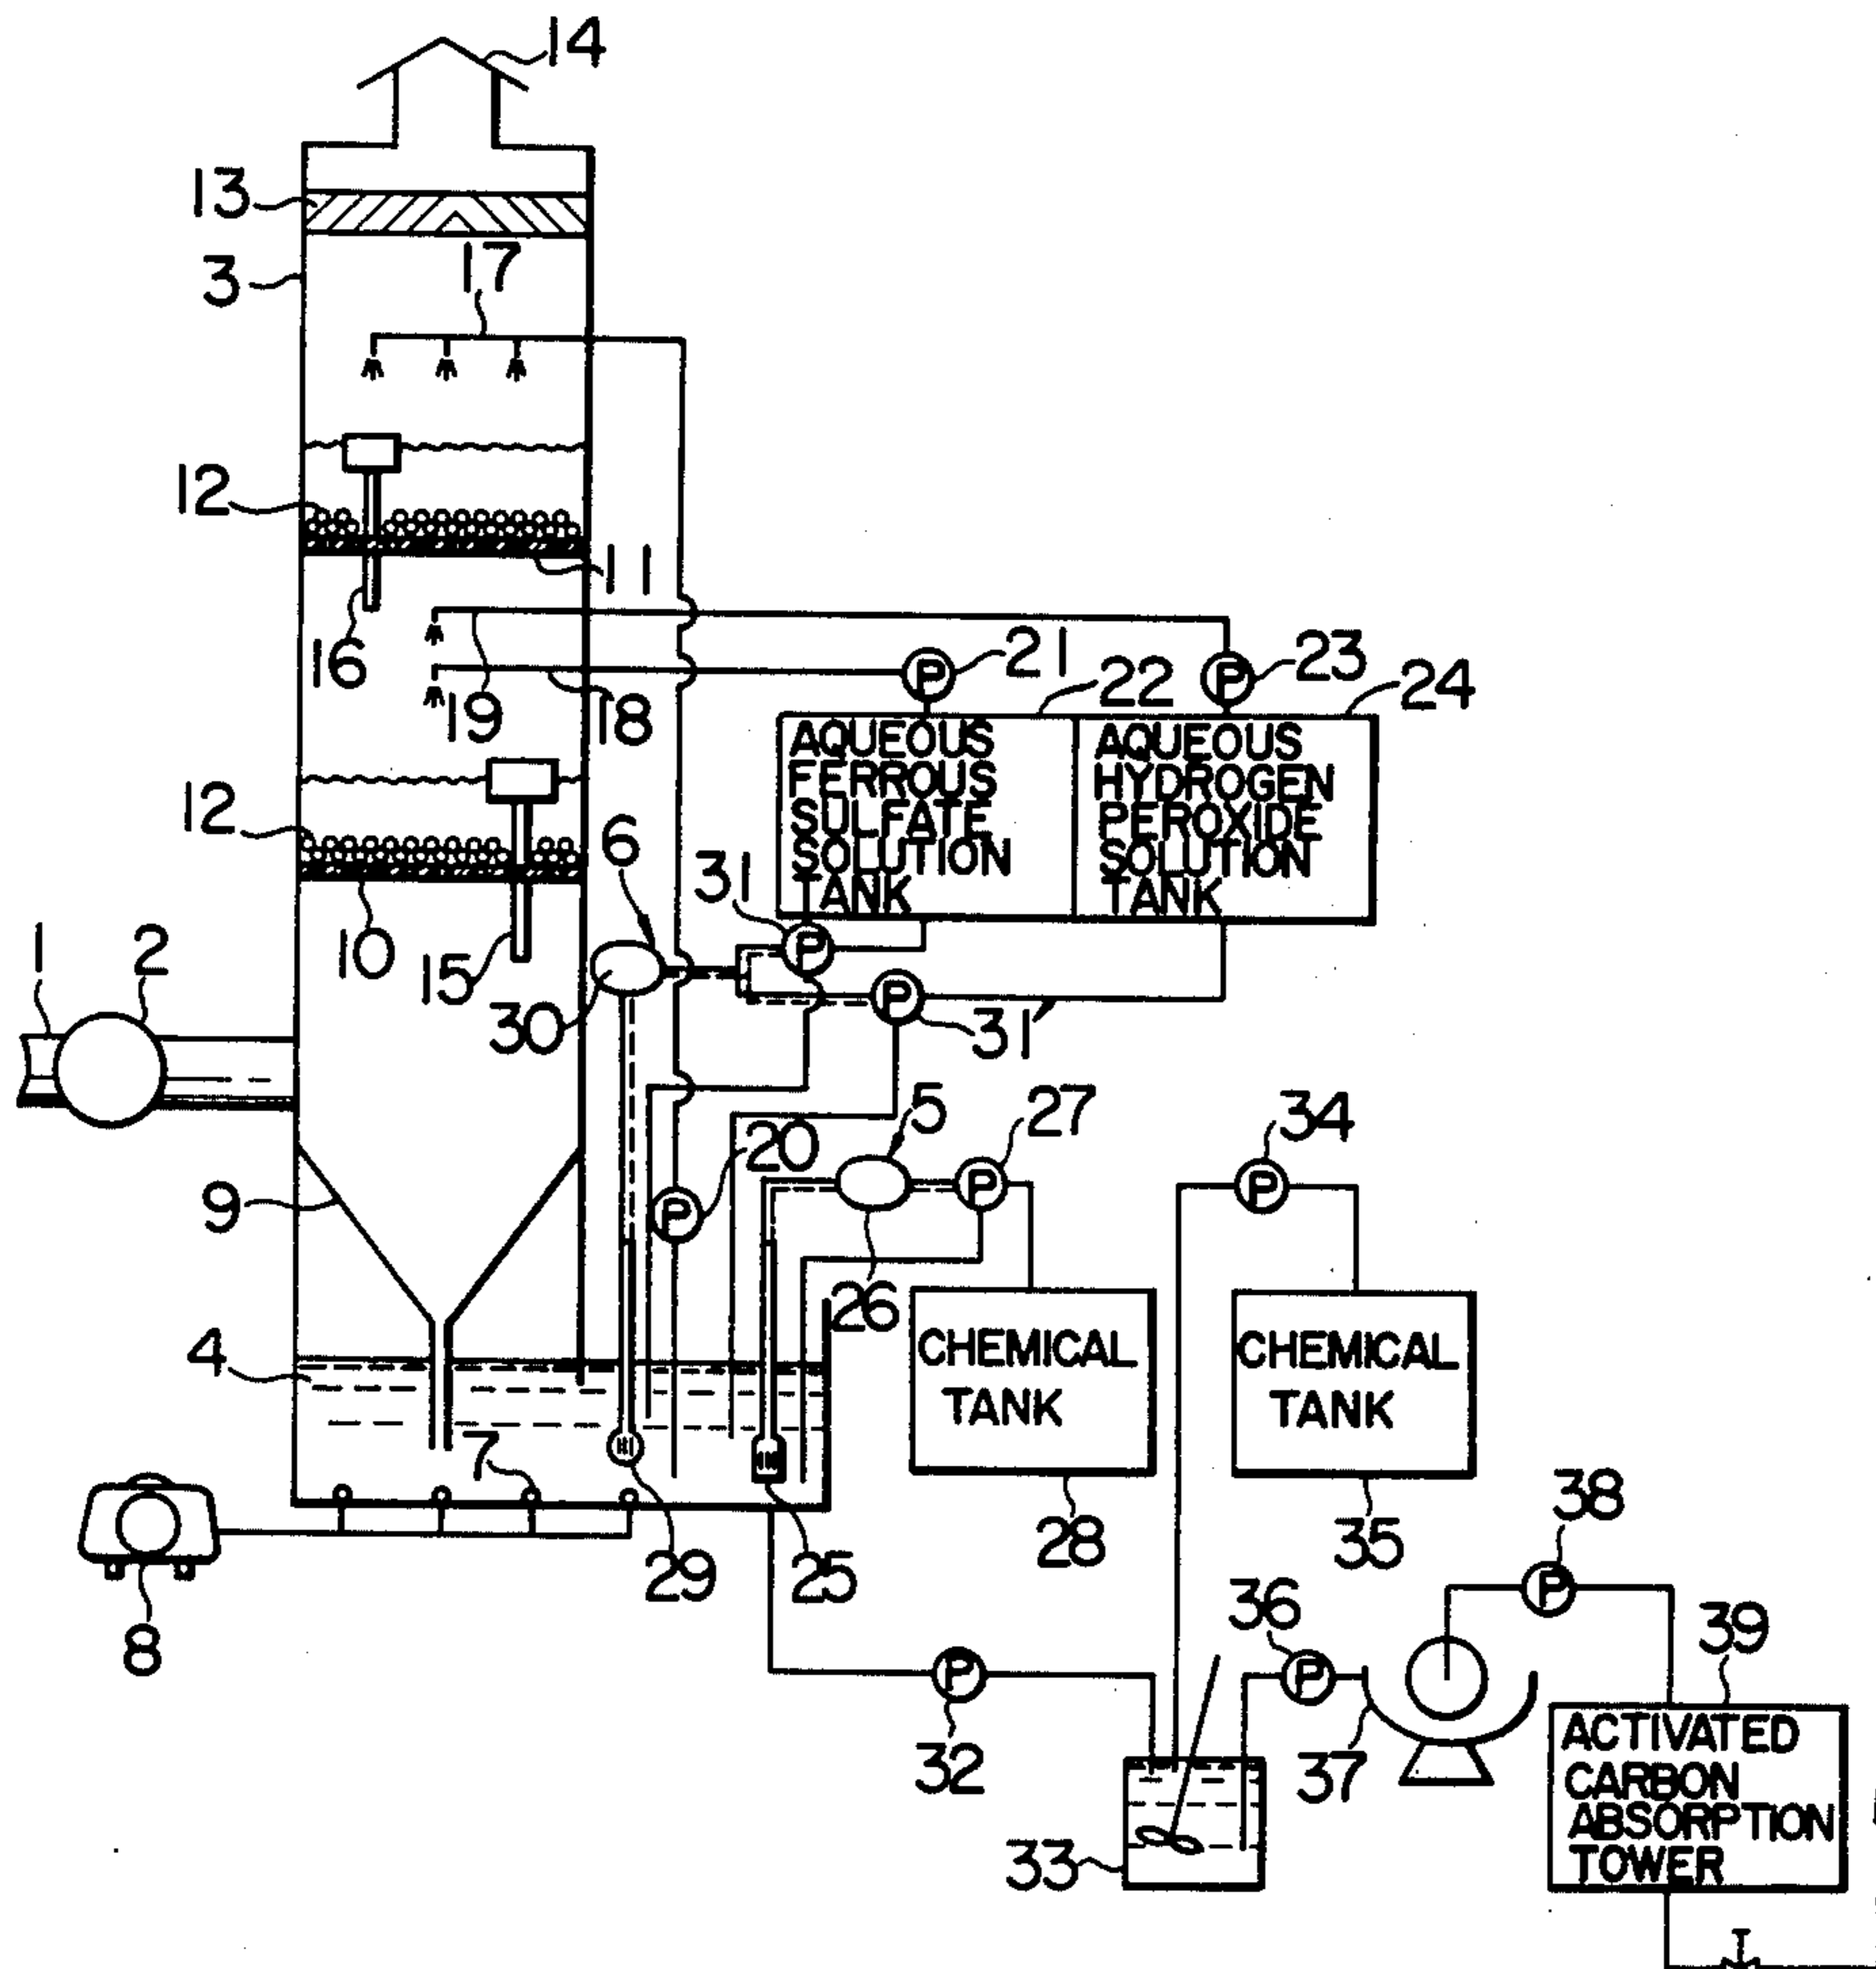 14
13
3
17
12
11
16
19
18
21
22
23
24
P
P
AQUEOUS
FERROUS
SULFATE
SOLUTION
TANK
AQUEOUS
HYDROGEN
PEROXIDE
SOLUTION
TANK
12
10
15
6
31
P
1
2
30
P
31
31'
9
20
P
5
26
27
P
34
P
4
CHEMICAL
TANK
CHEMICAL
TANK
7
8
29
25
28
35
38
P
36
P
39
32
P
37
33
ACTIVATED
CARBON
ABSORPTION
TOWER